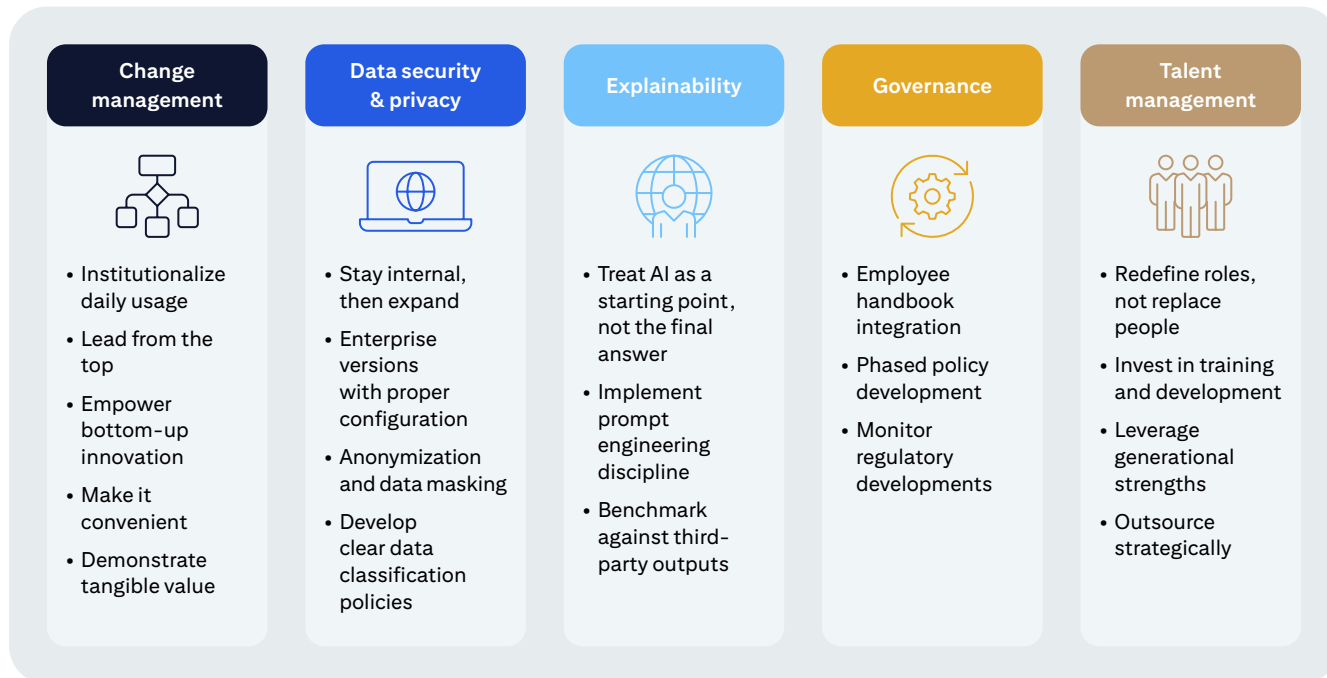 Change
management
• Institutionalize
daily usage
• Lead from the
top
• Empower
bottom-up
innovation
• Make it
convenient
• Demonstrate
tangible value
Data security
& privacy
• Stay internal,
then expand
• Enterprise
versions
with proper
configuration
• Anonymization
and data masking
• Develop
clear data
classification
policies
Explainability
• Treat AI as a
starting point,
not the final
answer
• Implement
prompt
engineering
discipline
• Benchmark
against third-
party outputs
Governance
• Employee
handbook
integration
• Phased policy
development
• Monitor
regulatory
developments
Talent
management
• Redefine roles,
not replace
people
• Invest in training
and development
• Leverage
generational
strengths
• Outsource
strategically